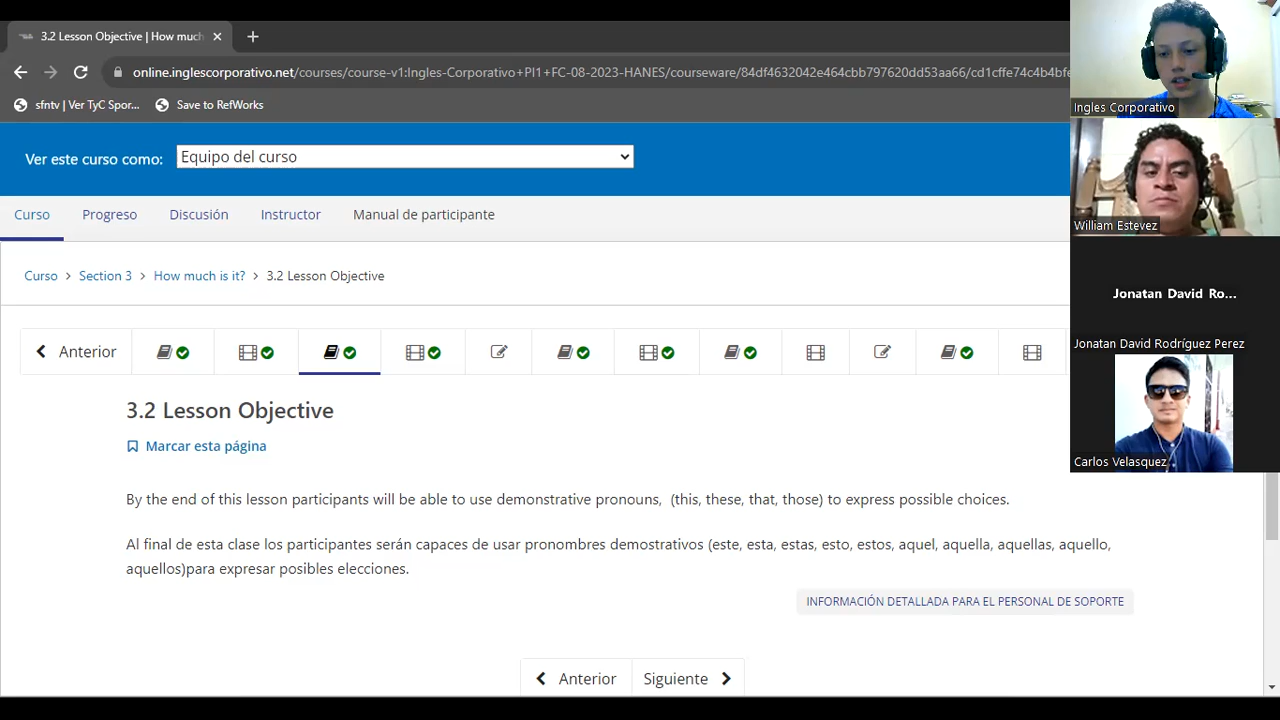 3.2 Lesson Objective | How much
online.inglescorporativo.net/courses/course-v1:Ingles-Corporativo+PI1+FC-08-2023-HANES/courseware/84df4632042e464cbb797620dd53aa66/cd1cffe74c4b4bfe
sfntv | Ver TyC Spor...
Save to RefWorks
Ver este curso como:
Equipo del curso
Curso
Progreso
Discusión
Instructor
Manual de participante
Curso > Section 3 > How much is it? > 3.2 Lesson Objective
Anterior
3.2 Lesson Objective
Marcar esta página
By the end of this lesson participants will be able to use demonstrative pronouns, (this, these, that, those) to express possible choices.
Al final de esta clase los participantes serán capaces de usar pronombres demostrativos (este, esta, estas, esto, estos, aquel, aquella, aquellas, aquello,
aquellos)para expresar posibles elecciones.
INFORMACIÓN DETALLADA PARA EL PERSONAL DE SOPORTE
Anterior
Siguiente
Ingles Corporativo
William Estevez
Jonatan David Ro...
Jonatan David Rodríguez Perez
Carlos Velasquez